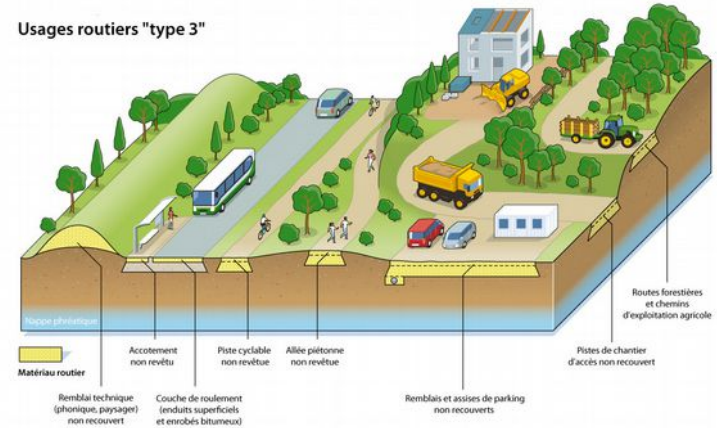 Usages routiers "type 3"
Nappe phréatique
Matériau routier
Remblai technique
(phonique, paysager)
non recouvert
Accotement
non revêtu
Couche de roulement
(enduits superficiels
et enrobés bitumeux)
Piste cyclable
non revêtue
Allée piétonne
non revêtue
Remblais et assises de parking
non recouverts
Pistes de chantier
d'accès non recouvert
Routes forestières
et chemins
d'exploitation agricole